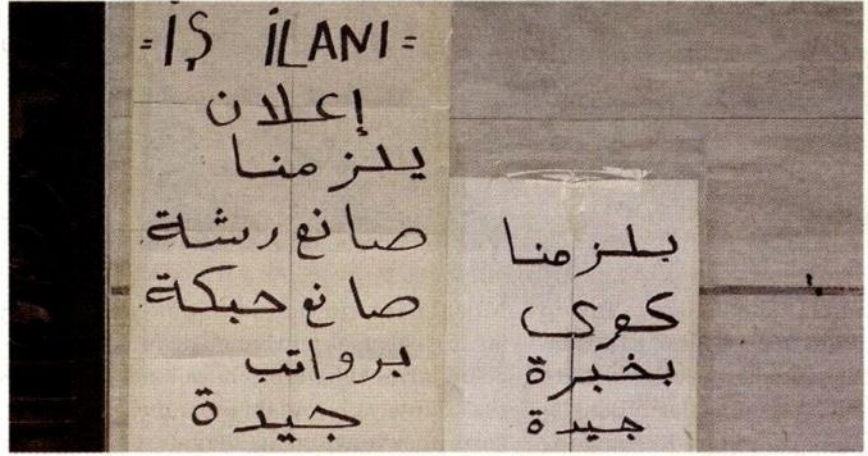 =İŞ İLANI=
إعلان
يلزمنا
صانع رشة
صانع حبكة
برواتب
جيدة
بلزمنا
كوى
بخبرة
جيدة